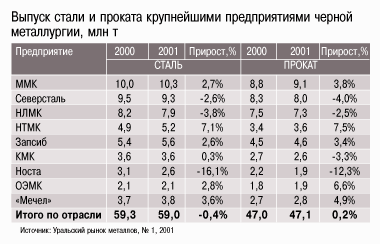 Выпуск стали и проката крупнейшими предприятиями черной
металлургии, млн т
Предприятие 2000 2001 Прирост,% 2000 2001 Прирост,%
СТАЛЬ ПРОКАТ
ММК 10,0 10,3 2,7% 8,8 9,1 3,8%
Северсталь 9,5 9,3 -2,6% 8,3 8,0 -4,0%
НЛМК 8,2 7,9 -3,8% 7,5 7,3 -2,5%
НТМК 4,9 5,2 7,1% 3,4 3,6 7,5%
Запсиб 5,4 5,6 2,6% 4,5 4,6 3,4%
КМК 3,6 3,6 0,3% 2,7 2,6 -3,3%
Носта 3,1 2,6 -16,1% 2,2 1,9 -12,3%
ОЭМК 2,1 2,1 2,8% 1,8 1,9 6,6%
«Мечел» 3,7 3,8 3,6% 2,7 2,8 4,9%
Итого по отрасли 59,3 59,0 -0,4% 47,0 47,1 0,2%
Источник: Уральский рынок металлов, № 1, 2001